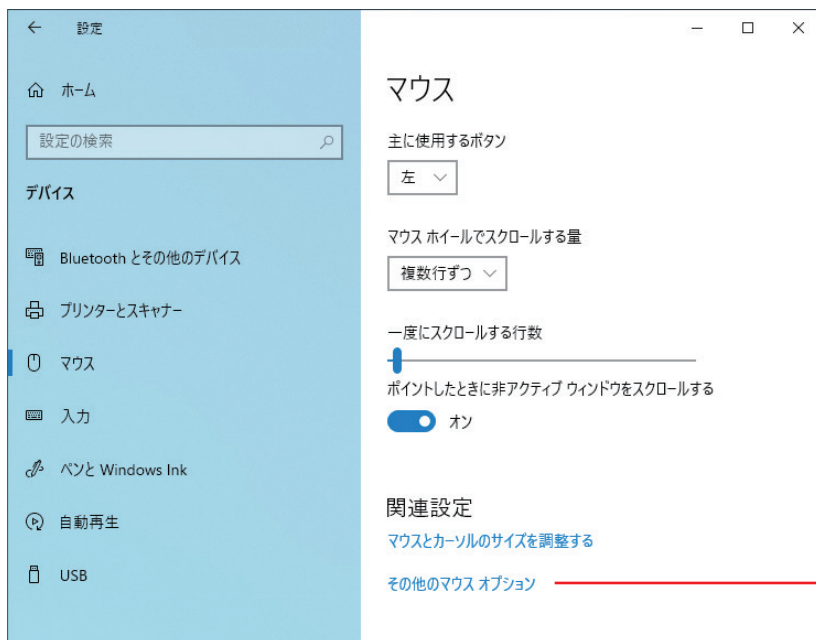 設定
ホーム
設定の検索
デバイス
Bluetooth とその他のデバイス
プリンターとスキャナー
マウス
入力
ペンと Windows Ink
自動再生
USB
マウス
主に使用するボタン
左
マウス ホイールでスクロールする量
複数行ずつ
一度にスクロールする行数
ポイントしたときに非アクティブ ウィンドウをスクロールする
オン
関連設定
マウスとカーソルのサイズを調整する
その他のマウス オプション